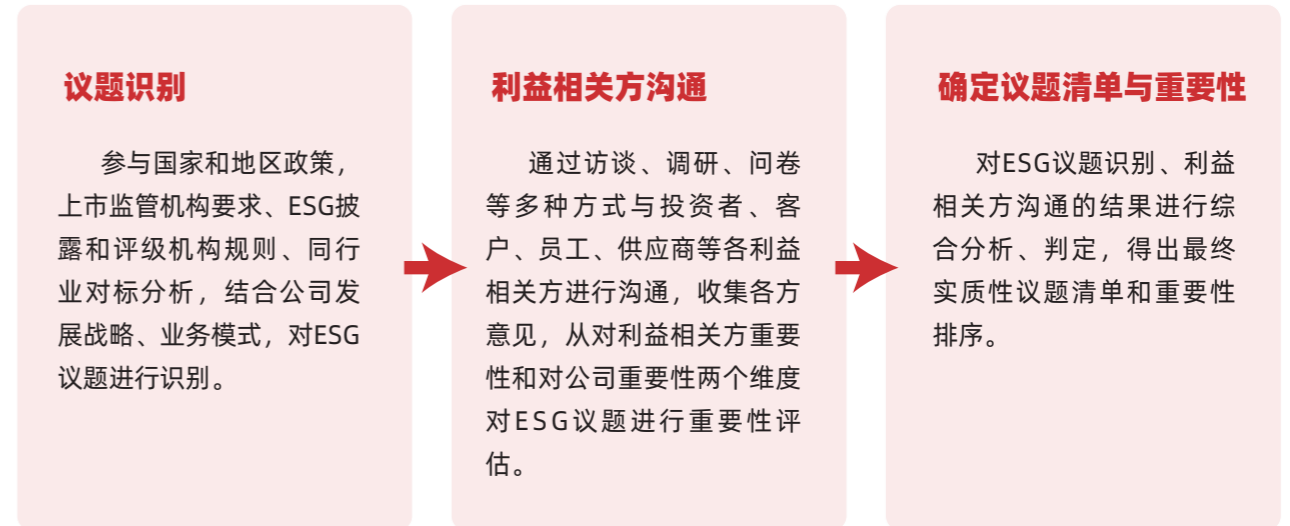 议题识别
参与国家和地区政策，
上市监管机构要求、ESG披
露和评级机构规则、同行
业对标分析，结合公司发
展战略、业务模式，对ESG
议题进行识别。
利益相关方沟通
通过访谈、调研、问卷
等多种方式与投资者、客
户、员工、供应商等各利益
相关方进行沟通，收集各方
意见，从对利益相关方重要
性和对公司重要性两个维度
对ESG议题进行重要性评
估。
确定议题清单与重要性
对ESG议题识别、利益
相关方沟通的结果进行综
合分析、判定，得出最终
实质性议题清单和重要性
排序。